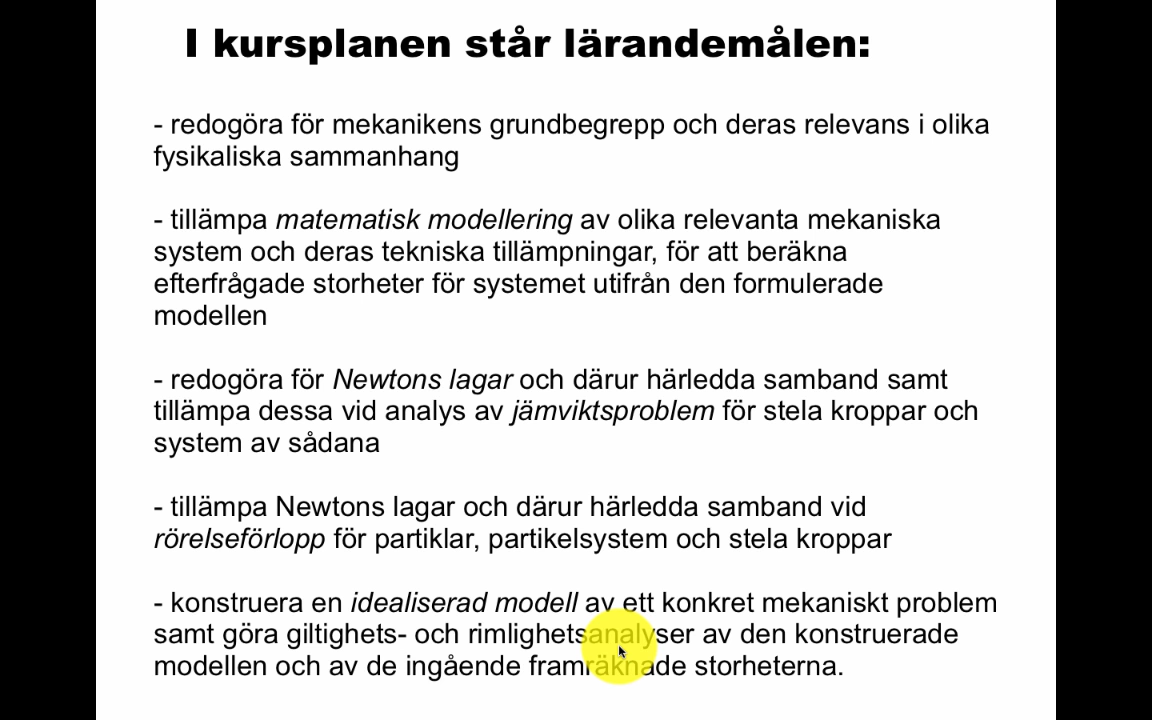 I kursplanen står lärandemålen:
- redogöra för mekanikens grundbegrepp och deras relevans i olika
fysikaliska sammanhang
- tillämpa matematisk modellering av olika relevanta mekaniska
system och deras tekniska tillämpningar, för att beräkna
efterfrågade storheter för systemet utifrån den formulerade
modellen
- redogöra för Newtons lagar och därur härledda samband samt
tillämpa dessa vid analys av jämviktsproblem för stela kroppar och
system av sådana
- tillämpa Newtons lagar och därur härledda samband vid
rörelseförlopp för partiklar, partikelsystem och stela kroppar
- konstruera en idealiserad modell av ett konkret mekaniskt problem
samt göra giltighets- och rimlighetsanalyser av den konstruerade
modellen och av de ingående framräknade storheterna.